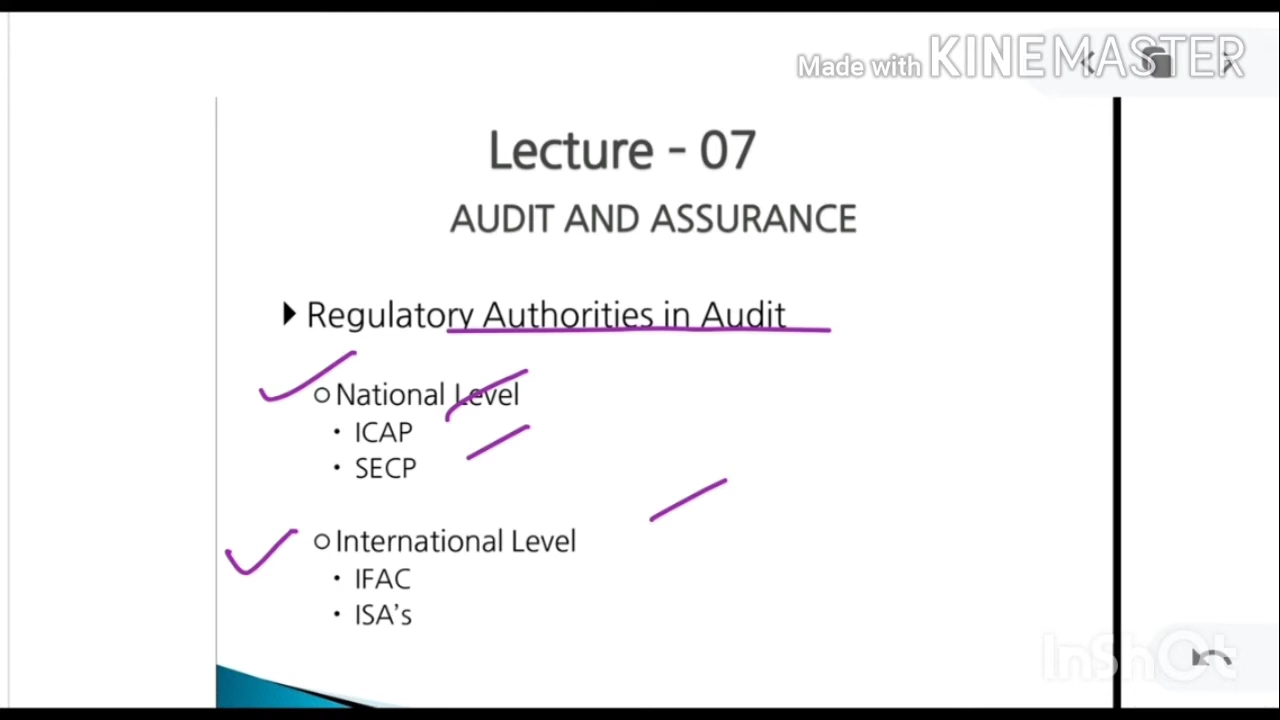 Made with KINEMASTER
Lecture - 07
AUDIT AND ASSURANCE
Regulatory Authorities in Audit
National Level
• ICAP
• SECP
International Level
• IFAC
• ISA’s
InShOt